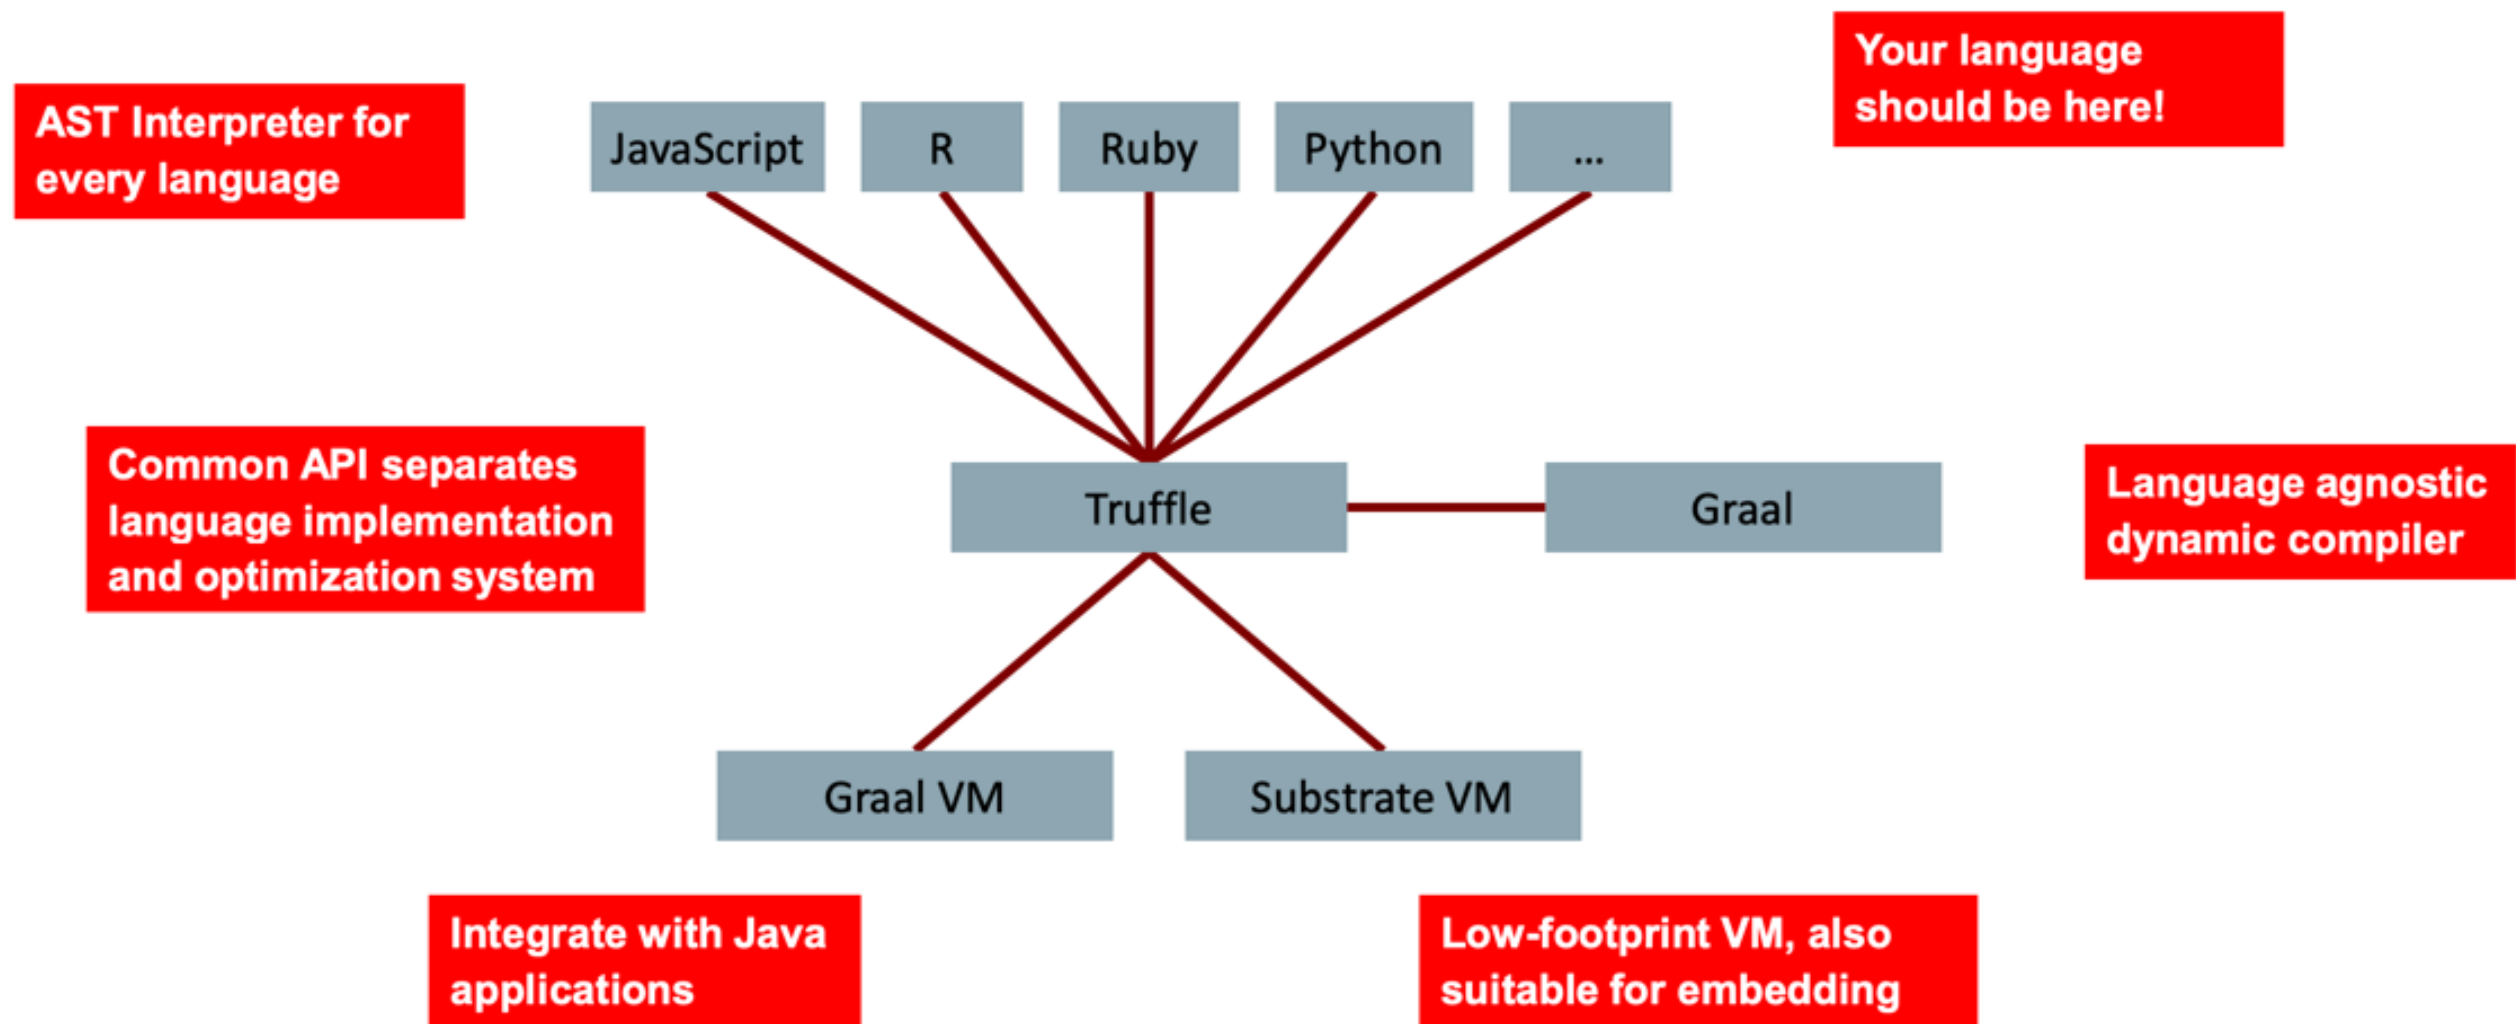 Your language
should be here!
AST Interpreter for
every language
JavaScript
R
Ruby
Python
...
Common API separates
language implementation
and optimization system
Truffle
Graal
Language agnostic
dynamic compiler
Graal VM
Substrate VM
Integrate with Java
applications
Low-footprint VM, also
suitable for embedding